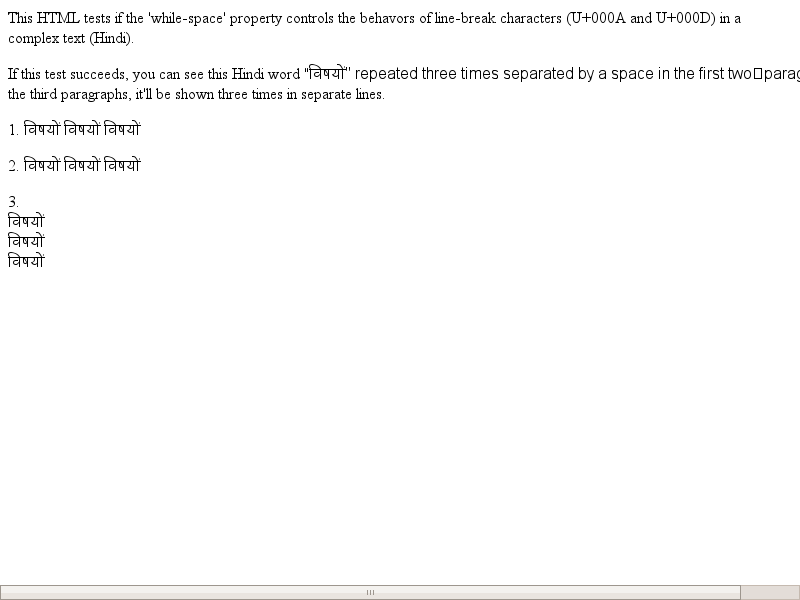 This HTML tests if the 'while-space' property controls the behavors of line-break characters (U+000A and U+000D) in a
complex text (Hindi).
If this test succeeds, you can see this Hindi word "विषयों" repeated three times separated by a space in the first two□parag
the third paragraphs, it'll be shown three times in separate lines.
1. विषयों विषयों विषयों
2. विषयों विषयों विषयों
3.
विषयों
विषयों
विषयों